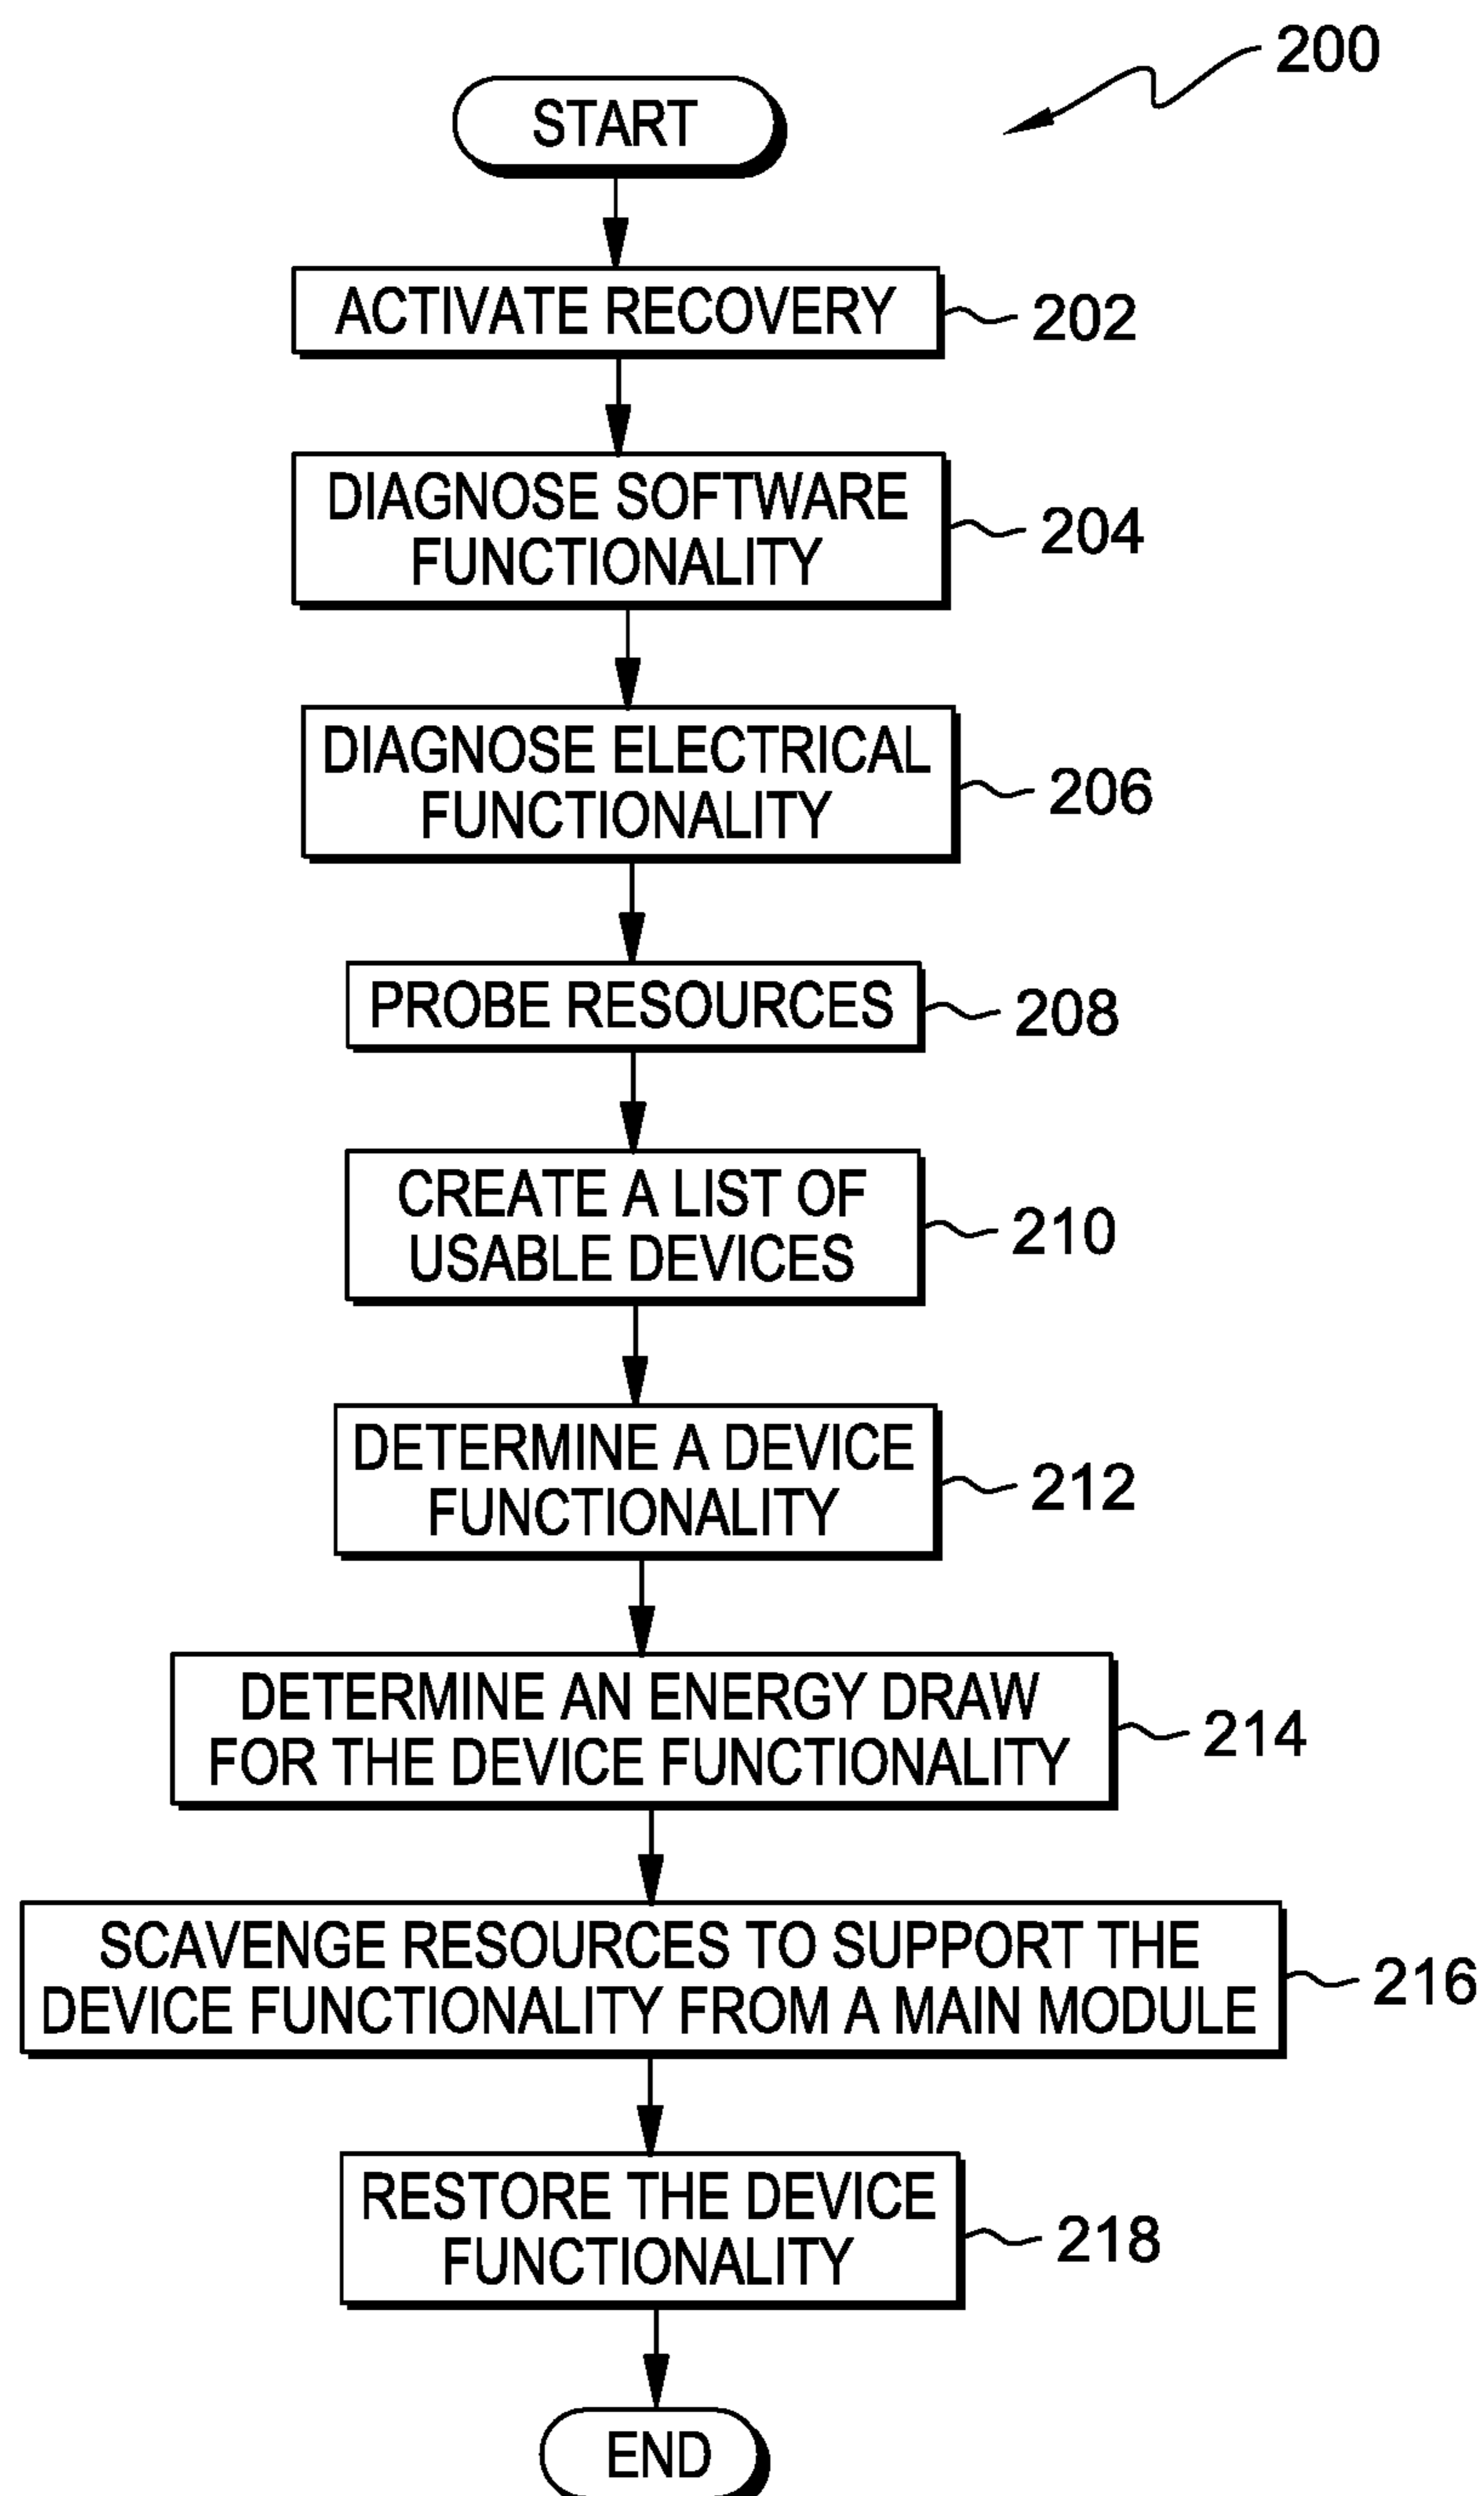 200
START
ACTIVATE RECOVERY
202
DIAGNOSE SOFTWARE
FUNCTIONALITY
204
DIAGNOSE ELECTRICAL
FUNCTIONALITY
206
PROBE RESOURCES
208
CREATE A LIST OF
USABLE DEVICES
210
DETERMINE A DEVICE
FUNCTIONALITY
212
DETERMINE AN ENERGY DRAW
FOR THE DEVICE FUNCTIONALITY
214
SCAVENGE RESOURCES TO SUPPORT THE
DEVICE FUNCTIONALITY FROM A MAIN MODULE
216
RESTORE THE DEVICE
FUNCTIONALITY
218
END